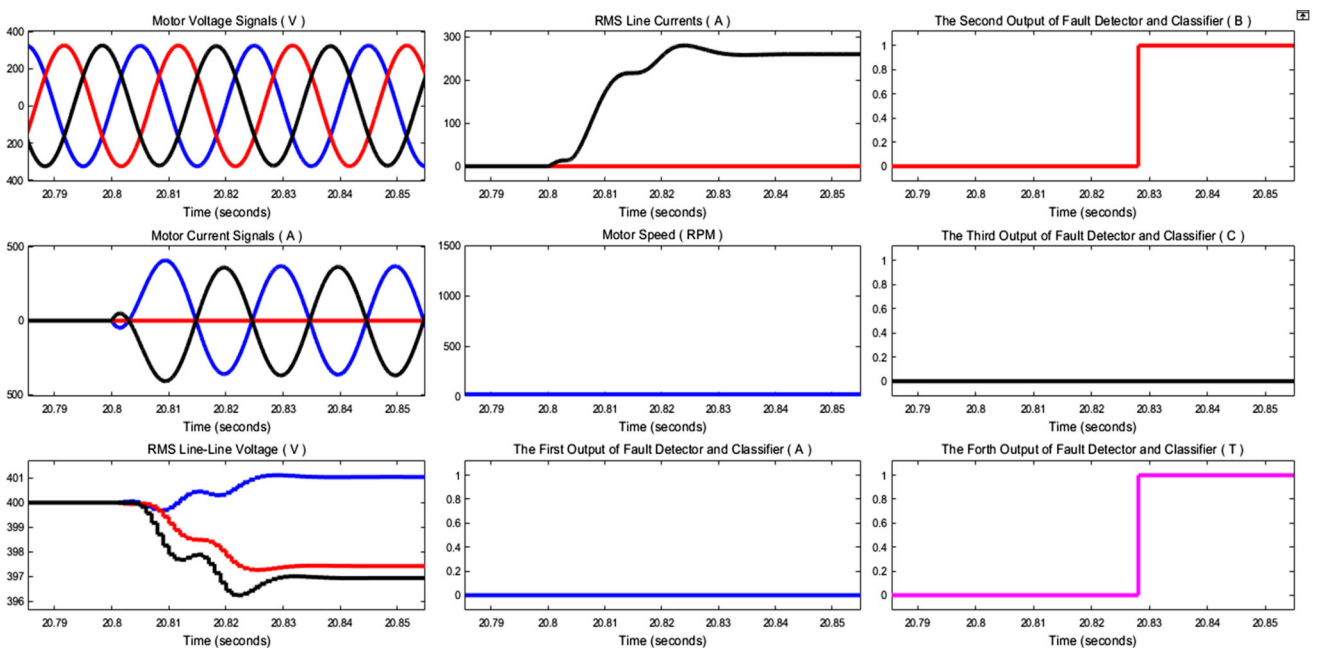 Motor Voltage Signals ( V )
400
200
0
200
400
20.79 20.8 20.81 20.82 20.83 20.84 20.85
Time (seconds)
RMS Line Currents ( A )
300
200
100
0
20.79 20.8 20.81 20.82 20.83 20.84 20.85
Time (seconds)
The Second Output of Fault Detector and Classifier ( B )
1
0.8
0.6
0.4
0.2
0
20.79 20.8 20.81 20.82 20.83 20.84 20.85
Time (seconds)
Motor Current Signals ( A )
500
0
500
20.79 20.8 20.81 20.82 20.83 20.84 20.85
Time (seconds)
Motor Speed ( RPM )
1500
1000
500
0
20.79 20.8 20.81 20.82 20.83 20.84 20.85
Time (seconds)
The Third Output of Fault Detector and Classifier ( C )
1
0.8
0.6
0.4
0.2
0
20.79 20.8 20.81 20.82 20.83 20.84 20.85
Time (seconds)
RMS Line-Line Voltage ( V )
401
400
399
398
397
396
20.79 20.8 20.81 20.82 20.83 20.84 20.85
Time (seconds)
The First Output of Fault Detector and Classifier ( A )
1
0.8
0.6
0.4
0.2
0
20.79 20.8 20.81 20.82 20.83 20.84 20.85
Time (seconds)
The Forth Output of Fault Detector and Classifier ( T )
1
0.8
0.6
0.4
0.2
0
20.79 20.8 20.81 20.82 20.83 20.84 20.85
Time (seconds)